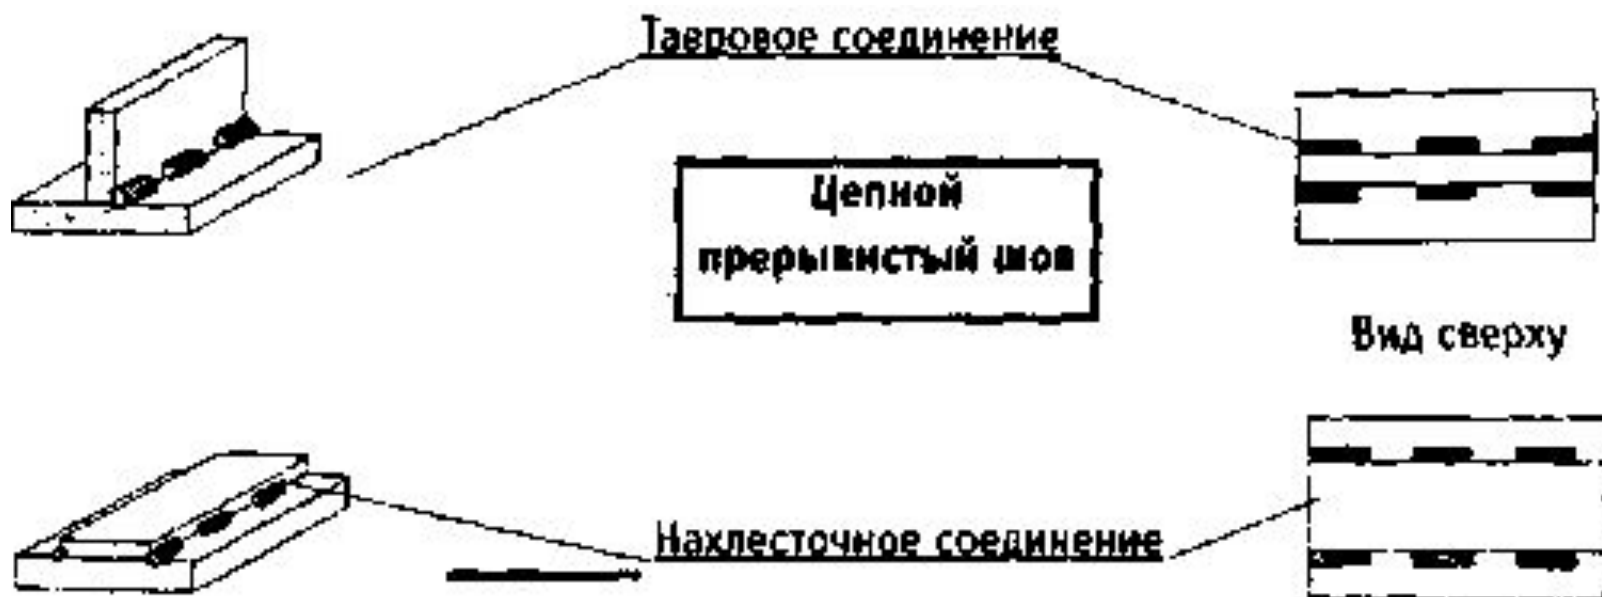 Тавровое соединение
Цепной
прерывистый шов
Вид сверху
Нахлесточное соединение